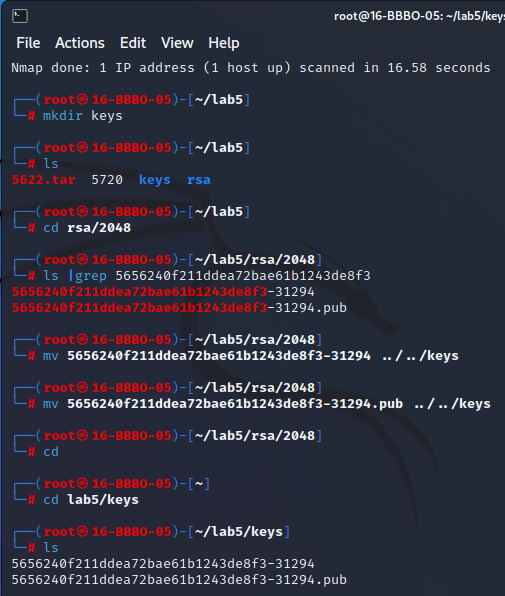 root@16-BBBO-05: ~/lab5/keys
File Actions Edit View Help
Nmap done: 1 IP address (1 host up) scanned in 16.58 seconds
┌──(root㉿16-BBBO-05)-[~/lab5]
└─# mkdir keys
┌──(root㉿16-BBBO-05)-[~/lab5]
└─# ls
5622.tar  5720  keys  rsa
┌──(root㉿16-BBBO-05)-[~/lab5]
└─# cd rsa/2048
┌──(root㉿16-BBBO-05)-[~/lab5/rsa/2048]
└─# ls |grep 5656240f211ddea72bae61b1243de8f3
5656240f211ddea72bae61b1243de8f3-31294
5656240f211ddea72bae61b1243de8f3-31294.pub
┌──(root㉿16-BBBO-05)-[~/lab5/rsa/2048]
└─# mv 5656240f211ddea72bae61b1243de8f3-31294 ../../keys
┌──(root㉿16-BBBO-05)-[~/lab5/rsa/2048]
└─# mv 5656240f211ddea72bae61b1243de8f3-31294.pub ../../keys
┌──(root㉿16-BBBO-05)-[~/lab5/rsa/2048]
└─# cd
┌──(root㉿16-BBBO-05)-[~]
└─# cd lab5/keys
┌──(root㉿16-BBBO-05)-[~/lab5/keys]
└─# ls
5656240f211ddea72bae61b1243de8f3-31294
5656240f211ddea72bae61b1243de8f3-31294.pub